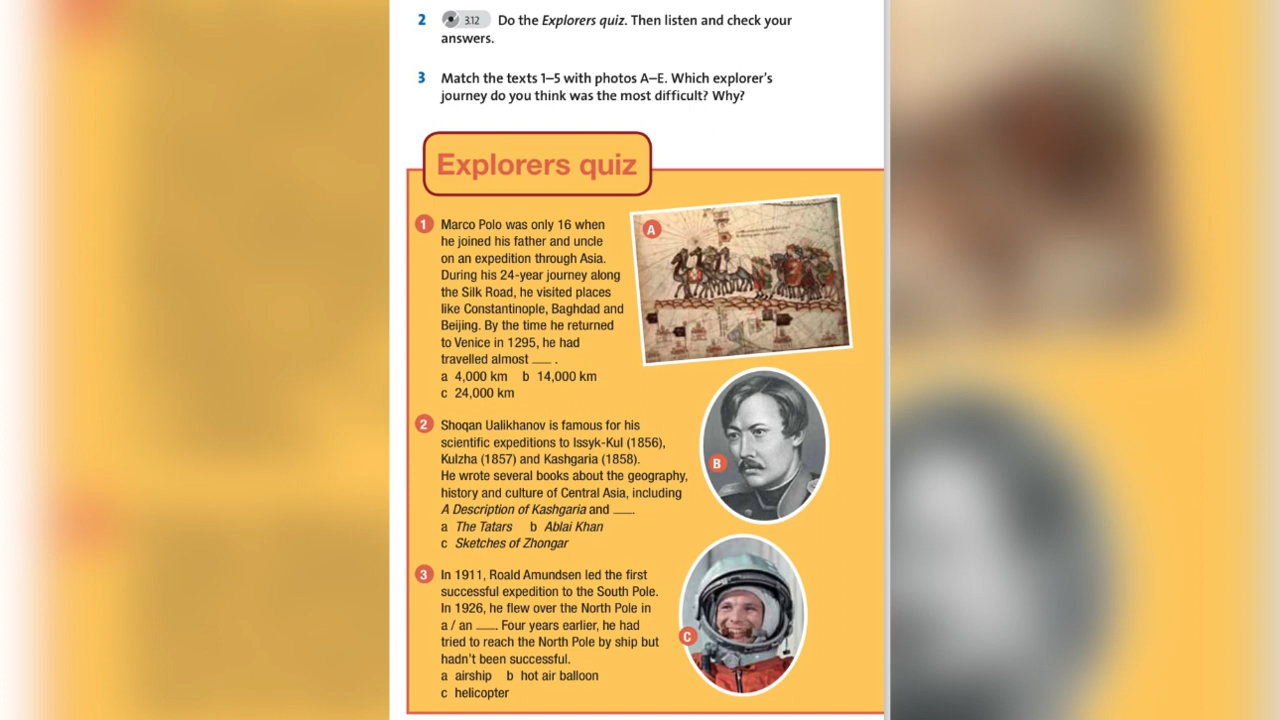 2 3.12 Do the Explorers quiz. Then listen and check your
answers.
3 Match the texts 1–5 with photos A–E. Which explorer's
journey do you think was the most difficult? Why?
Explorers quiz
1 Marco Polo was only 16 when
he joined his father and uncle
on an expedition through Asia.
During his 24-year journey along
the Silk Road, he visited places
like Constantinople, Baghdad and
Beijing. By the time he returned
to Venice in 1295, he had
travelled almost ___ .
a 4,000 km b 14,000 km
c 24,000 km
A
2 Shoqan Ualikhanov is famous for his
scientific expeditions to Issyk-Kul (1856),
Kulzha (1857) and Kashgaria (1858).
He wrote several books about the geography,
history and culture of Central Asia, including
A Description of Kashgaria and ___.
a The Tatars b Ablai Khan
c Sketches of Zhongar
B
3 In 1911, Roald Amundsen led the first
successful expedition to the South Pole.
In 1926, he flew over the North Pole in
a / an ___. Four years earlier, he had
tried to reach the North Pole by ship but
hadn't been successful.
a airship b hot air balloon
c helicopter
C